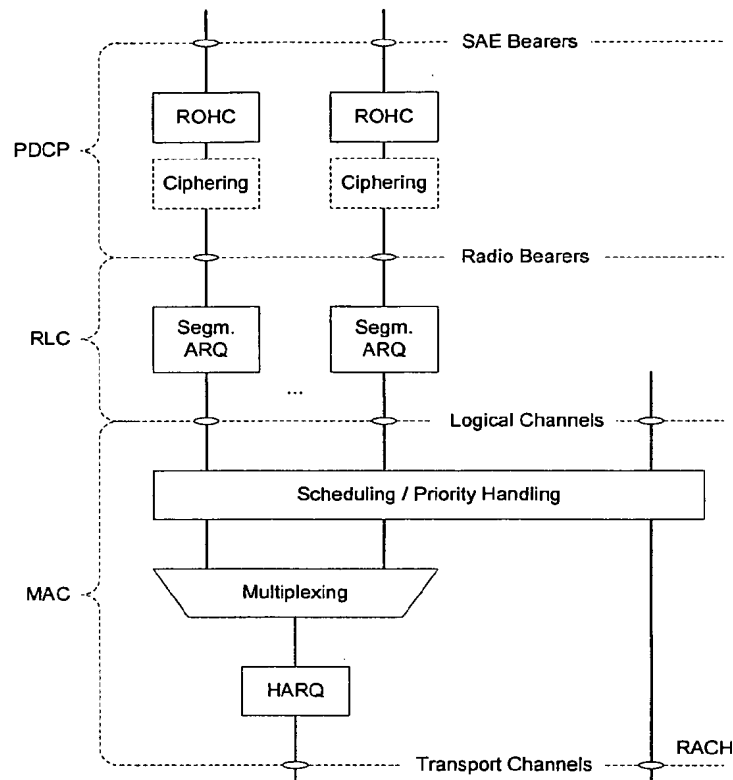 SAE Bearers
ROHC
ROHC
PDCP
Ciphering
Ciphering
Radio Bearers
Segm.
ARQ
Segm.
ARQ
RLC
...
Logical Channels
Scheduling / Priority Handling
MAC
Multiplexing
HARQ
RACH
Transport Channels